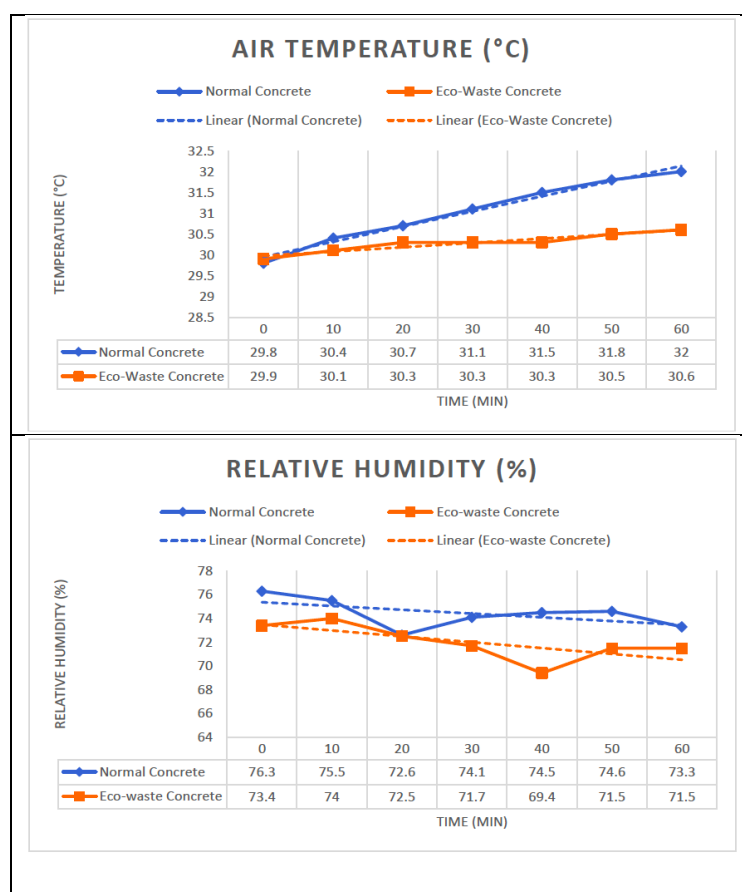 AIR TEMPERATURE (°C)
Normal Concrete Eco-Waste Concrete
Linear (Normal Concrete) Linear (Eco-Waste Concrete)
TEMPERATURE (°C)
32.5
32
31.5
31
30.5
30
29.5
29
28.5
0 10 20 30 40 50 60
Normal Concrete 29.8 30.4 30.7 31.1 31.5 31.8 32
Eco-Waste Concrete 29.9 30.1 30.3 30.3 30.3 30.5 30.6
TIME (MIN)
RELATIVE HUMIDITY (%)
Normal Concrete Eco-waste Concrete
Linear (Normal Concrete) Linear (Eco-waste Concrete)
RELATIVE HUMIDITY (%)
78
76
74
72
70
68
66
64
0 10 20 30 40 50 60
Normal Concrete 76.3 75.5 72.6 74.1 74.5 74.6 73.3
Eco-waste Concrete 73.4 74 72.5 71.7 69.4 71.5 71.5
TIME (MIN)